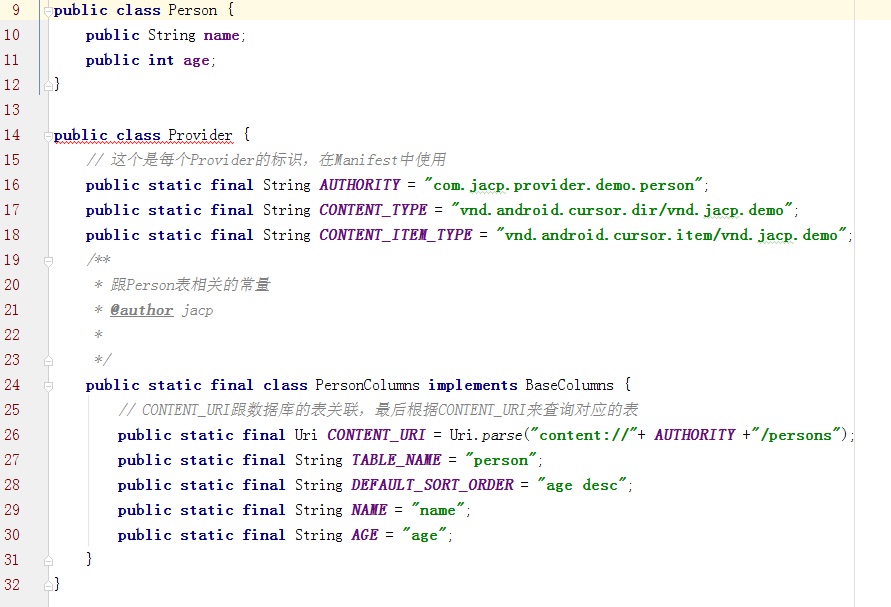 9 public class Person {
10 public String name;
11 public int age;
12 }
13
14 public class Provider {
15 // 这个是每个Provider的标识，在Manifest中使用
16 public static final String AUTHORITY = "com.jacp.provider.demo.person";
17 public static final String CONTENT_TYPE = "vnd.android.cursor.dir/vnd.jacp.demo";
18 public static final String CONTENT_ITEM_TYPE = "vnd.android.cursor.item/vnd.jacp.demo";
19 /**
20 * 跟Person表相关的常量
21 * @author jacp
22 *
23 */
24 public static final class PersonColumns implements BaseColumns {
25 // CONTENT_URI跟数据库的表关联，最后根据CONTENT_URI来查询对应的表
26 public static final Uri CONTENT_URI = Uri.parse("content://"+ AUTHORITY +"/persons");
27 public static final String TABLE_NAME = "person";
28 public static final String DEFAULT_SORT_ORDER = "age desc";
29 public static final String NAME = "name";
30 public static final String AGE = "age";
31 }
32 }